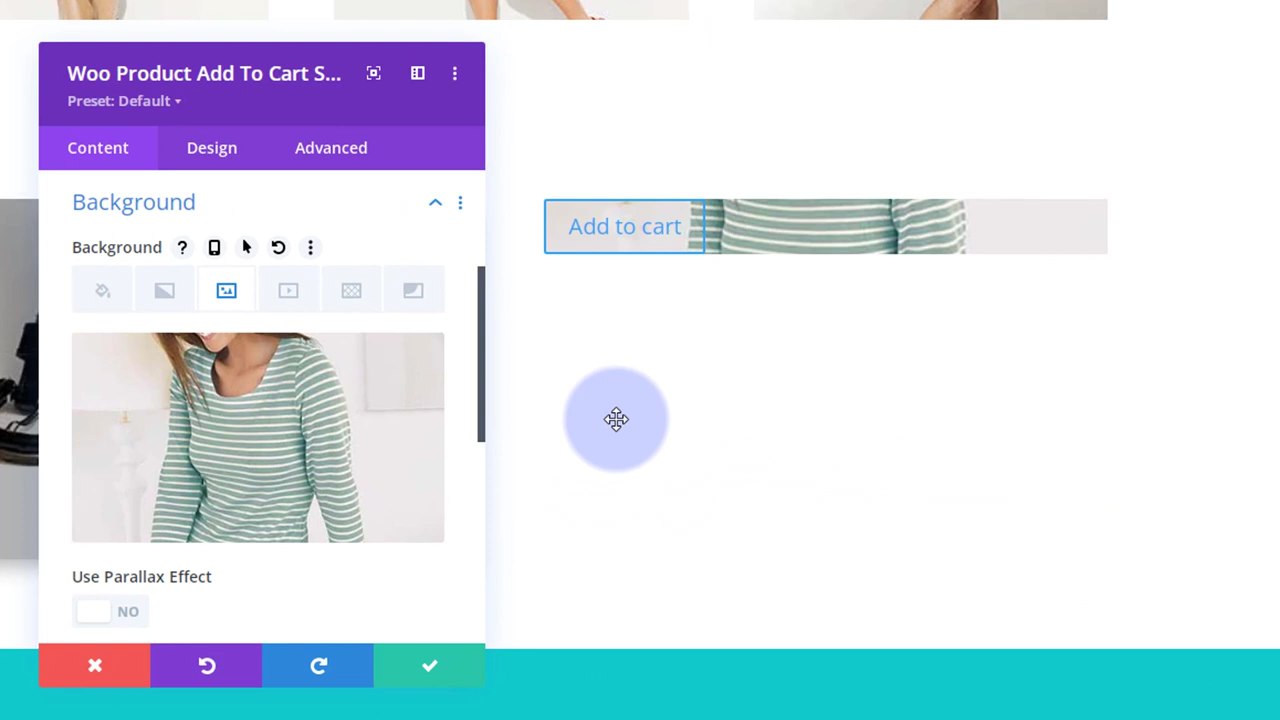 Woo Product Add To Cart S...
Preset: Default
Content Design Advanced
Background
Background ?
Use Parallax Effect
NO
Add to cart